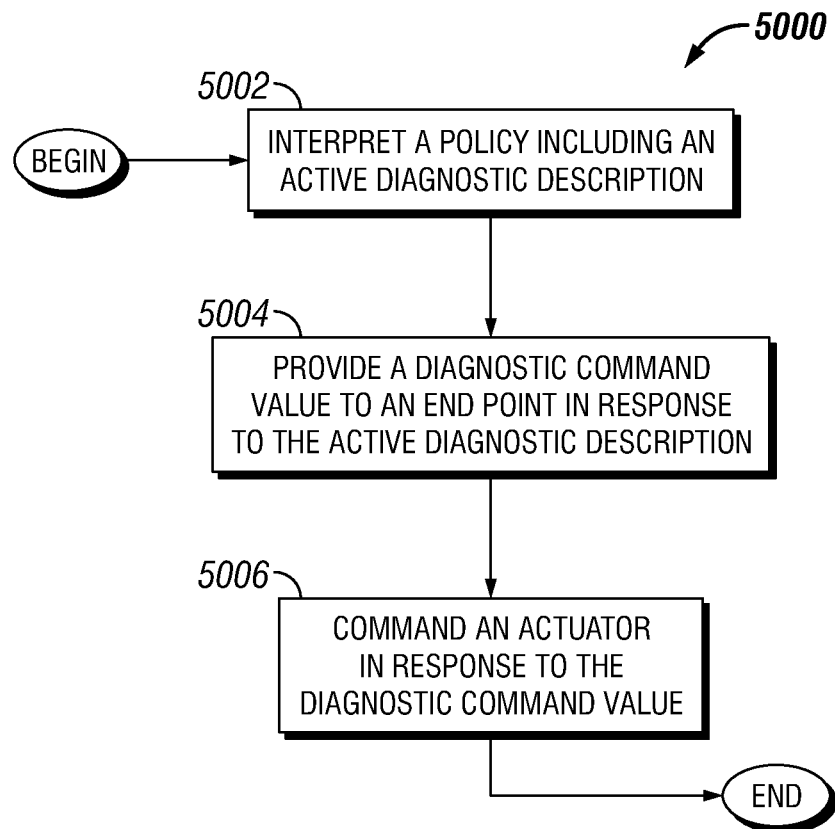 5000
5002
BEGIN
INTERPRET A POLICY INCLUDING AN
ACTIVE DIAGNOSTIC DESCRIPTION
5004
PROVIDE A DIAGNOSTIC COMMAND
VALUE TO AN END POINT IN RESPONSE
TO THE ACTIVE DIAGNOSTIC DESCRIPTION
5006
COMMAND AN ACTUATOR
IN RESPONSE TO THE
DIAGNOSTIC COMMAND VALUE
END